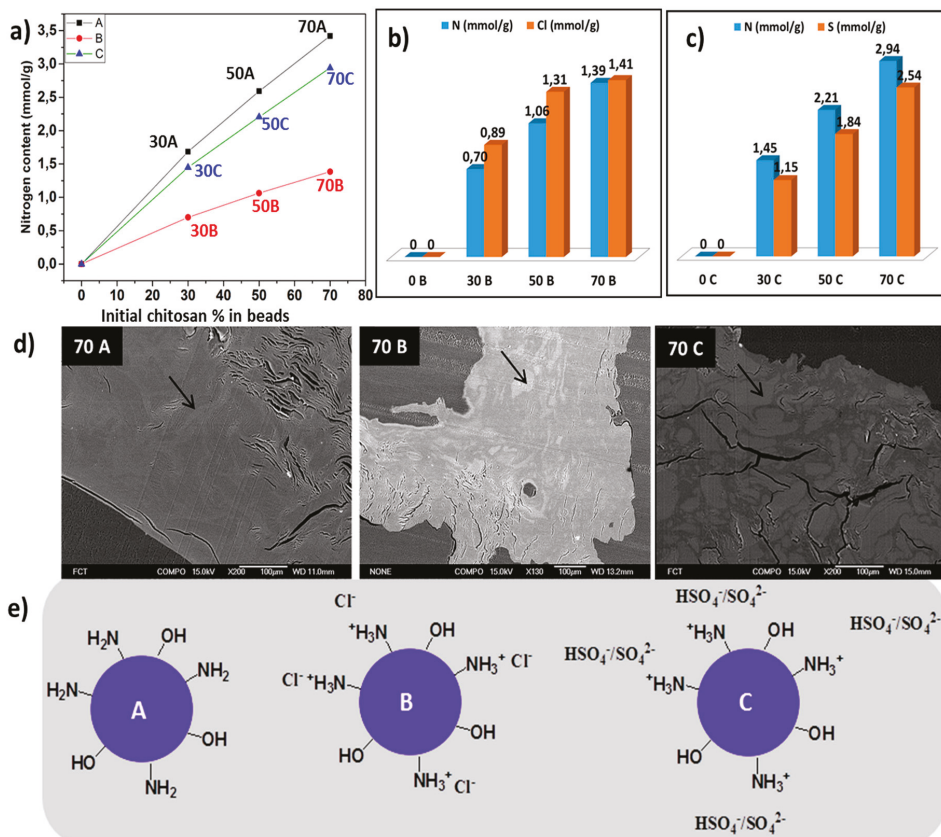 a)
A
B
C
Nitrogen content (mmol/g)
3,5
3,0
2,5
2,0
1,5
1,0
0,5
0,0
70A
50A
30A
70C
50C
30C
70B
50B
30B
0 10 20 30 40 50 60 70 80
Initial chitosan % in beads
b)
N (mmol/g) Cl (mmol/g)
0 0
0,70 0,89
1,06 1,31
1,39 1,41
0 B 30 B 50 B 70 B
c)
N (mmol/g) S (mmol/g)
0 0
1,45 1,15
2,21 1,84
2,94 2,54
0 C 30 C 50 C 70 C
d)
70 A
FCT COMPO 15.0kV X200 100μm WD 11.0mm
70 B
NONE COMPO 15.0kV X130 100μm WD 13.2mm
70 C
FCT COMPO 15.0kV X200 100μm WD 15.0mm
e)
H₂N
OH
H₂N
NH₂
A
HO
OH
NH₂
Cl⁻
⁺H₃N
OH
Cl⁻ ⁺H₃N
NH₃⁺ Cl⁻
B
HO
OH
NH₃⁺ Cl⁻
HSO₄⁻/SO₄²⁻
HSO₄⁻/SO₄²⁻
HSO₄⁻/SO₄²⁻
⁺H₃N
OH
⁺H₃N
NH₃⁺
C
HO
OH
NH₃⁺
HSO₄⁻/SO₄²⁻